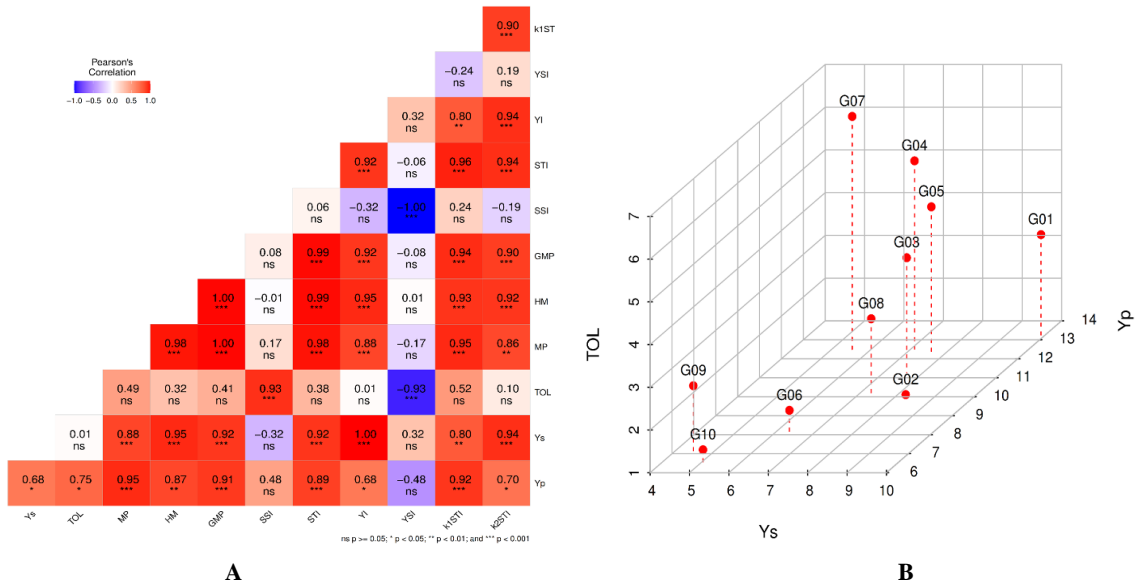 0.90
***
k1ST
Pearson's
Correlation
−1.0 −0.5 0.0 0.5 1.0
−0.24 0.19
ns ns
YSI
0.32 0.80 0.94
ns ** ***
YI
0.92 −0.06 0.96 0.94
*** ns *** ***
STI
0.06 −0.32 −1.00 0.24 −0.19
ns ns *** ns ns
SSI
0.08 0.99 0.92 −0.08 0.94 0.90
ns *** *** ns *** ***
GMP
1.00 −0.01 0.99 0.95 0.01 0.93 0.92
*** ns *** *** ns *** ***
HM
0.98 1.00 0.17 0.98 0.88 −0.17 0.95 0.86
*** *** ns *** *** ns *** **
MP
0.49 0.32 0.41 0.93 0.38 0.01 −0.93 0.52 0.10
ns ns ns *** ns ns *** ns ns
TOL
0.01 0.88 0.95 0.92 −0.32 0.92 1.00 0.32 0.80 0.94
ns *** *** *** ns *** *** ns ** ***
Ys
0.68 0.75 0.95 0.87 0.91 0.48 0.89 0.68 −0.48 0.92 0.70
* * *** ** *** ns *** * ns *** *
Yp
Ys TOL MP HM GMP SSI STI YI YSI k1STI k2STI
ns p >= 0.05; * p < 0.05; ** p < 0.01; and *** p < 0.001
A
G07
G04
G05
G01
G03
G08
G09
G02
G06
G10
TOL
7
6
5
4
3
2
1
4 5 6 7 8 9 10
Ys
14
13
12
11
10
9
8
7
6
Yp
B